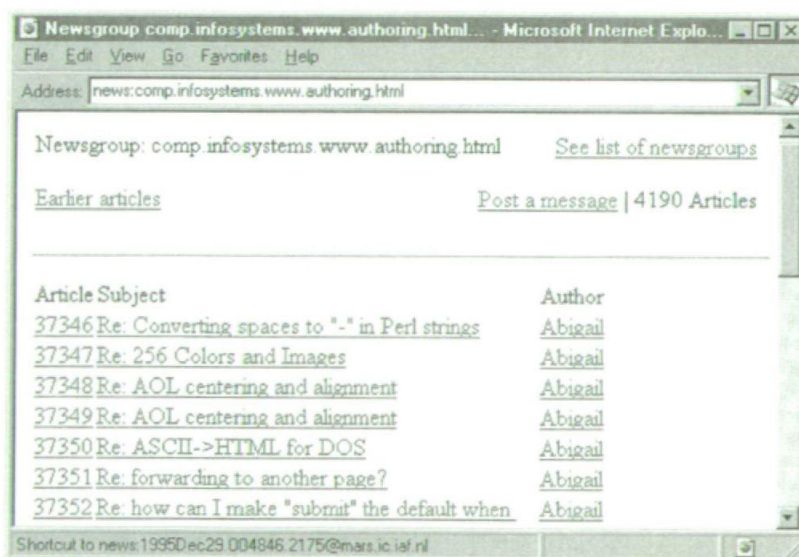 Newsgroup comp.infosystems.www.authoring.html... - Microsoft Internet Explo...
File Edit View Go Favorites Help
Address: news:comp.infosystems.www.authoring.html
Newsgroup: comp.infosystems.www.authoring.html See list of newsgroups
Earlier articles Post a message | 4190 Articles
Article Subject Author
37346 Re: Converting spaces to "-" in Perl strings Abigail
37347 Re: 256 Colors and Images Abigail
37348 Re: AOL centering and alignment Abigail
37349 Re: AOL centering and alignment Abigail
37350 Re: ASCII->HTML for DOS Abigail
37351 Re: forwarding to another page? Abigail
37352 Re: how can I make "submit" the default when Abigail
Shortcut to news:1995Dec29.004846.2175@mars.ic.iaf.nl